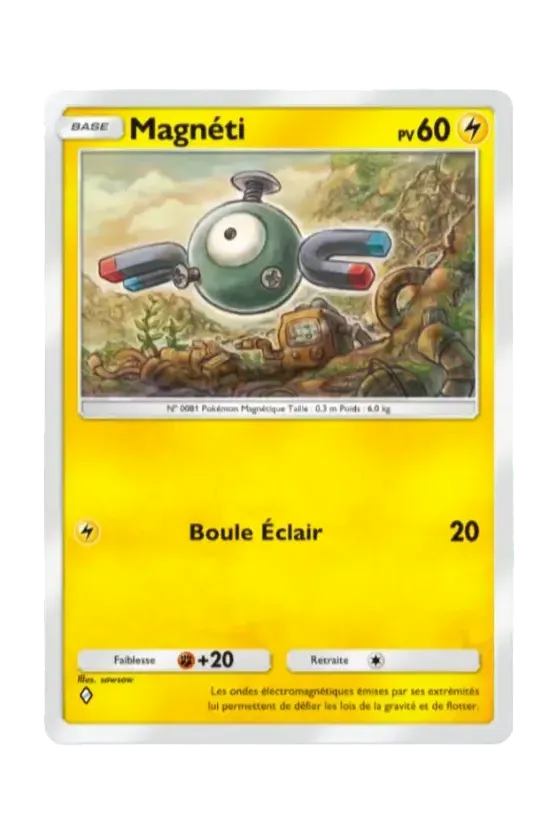 BASE Magnéti PV 60
N° 0081 Pokémon Magnétique Taille : 0,3 m Poids : 6,0 kg
Boule Éclair 20
Faiblesse +20 Retraite
Illus. sowsow
Les ondes électromagnétiques émises par ses extrémités
lui permettent de défier les lois de la gravité et de flotter.